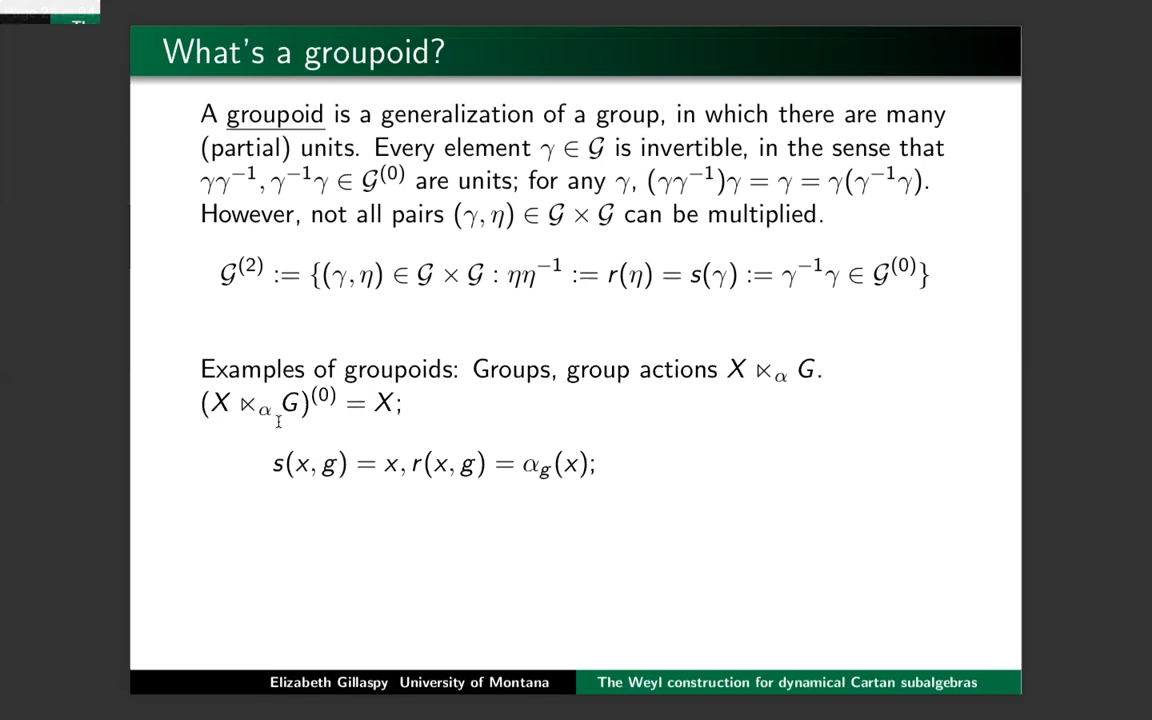 What's a groupoid?
A groupoid is a generalization of a group, in which there are many
(partial) units. Every element γ ∈ 𝒢 is invertible, in the sense that
γγ⁻¹, γ⁻¹γ ∈ 𝒢⁽⁰⁾ are units; for any γ, (γγ⁻¹)γ = γ = γ(γ⁻¹γ).
However, not all pairs (γ, η) ∈ 𝒢 × 𝒢 can be multiplied.
𝒢⁽²⁾ := {(γ, η) ∈ 𝒢 × 𝒢 : ηη⁻¹ := r(η) = s(γ) := γ⁻¹γ ∈ 𝒢⁽⁰⁾}
Examples of groupoids: Groups, group actions X ⋉_α G.
(X ⋉_α G)⁽⁰⁾ = X;
s(x, g) = x, r(x, g) = α_g(x);
Elizabeth Gillaspy University of Montana
The Weyl construction for dynamical Cartan subalgebras